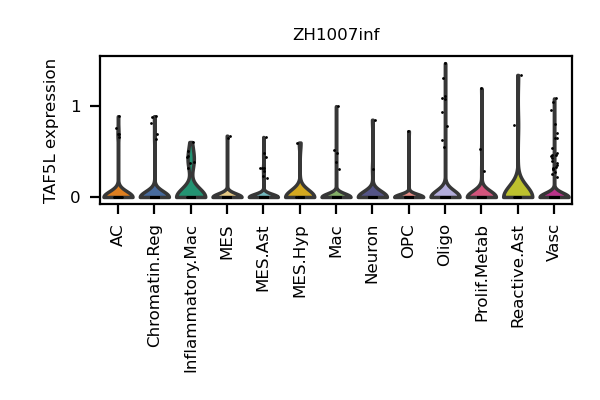 ZH1007inf
TAF5L expression
1
0
AC
Chromatin.Reg
Inflammatory.Mac
MES
MES.Ast
MES.Hyp
Mac
Neuron
OPC
Oligo
Prolif.Metab
Reactive.Ast
Vasc